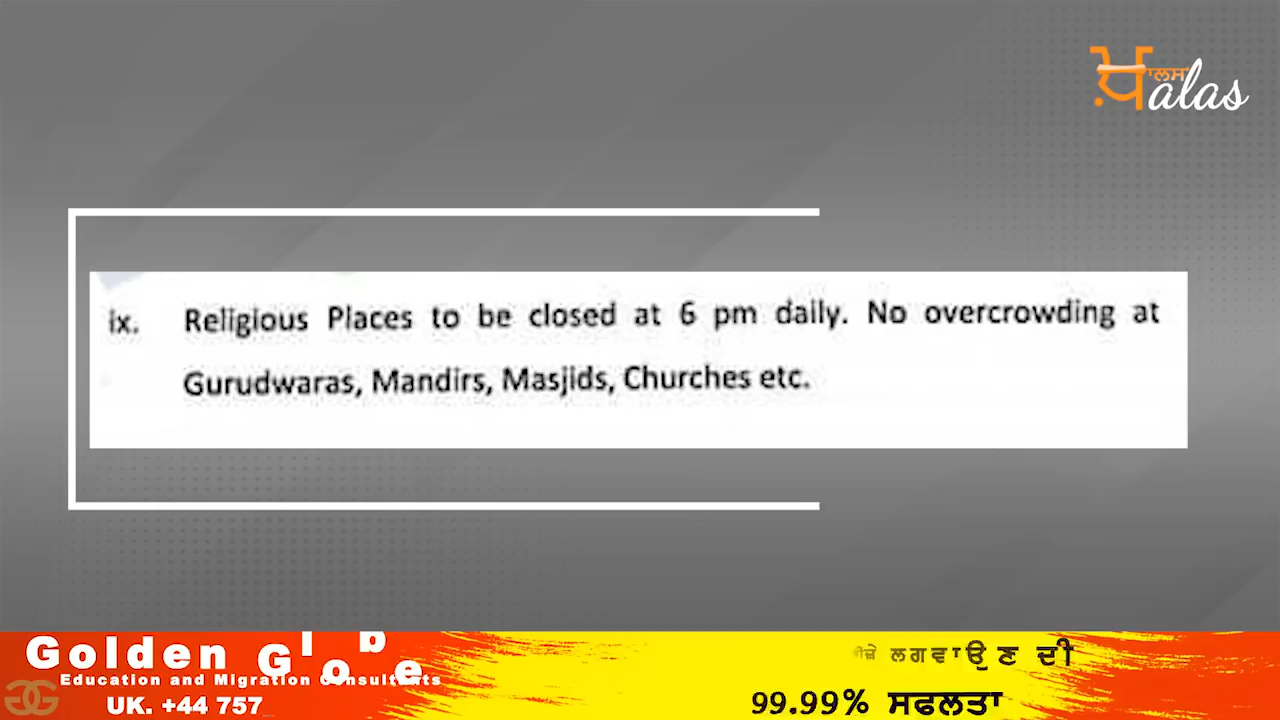 ਖ਼ਾਲਸ
alas
ix. Religious Places to be closed at 6 pm daily. No overcrowding at
Gurudwaras, Mandirs, Masjids, Churches etc.
Golden Globe
Education and Migration Consultants
UK. +44 757
ਲਗਵਾਉਣ ਦੀ
99.99% ਸਫਲਤਾ